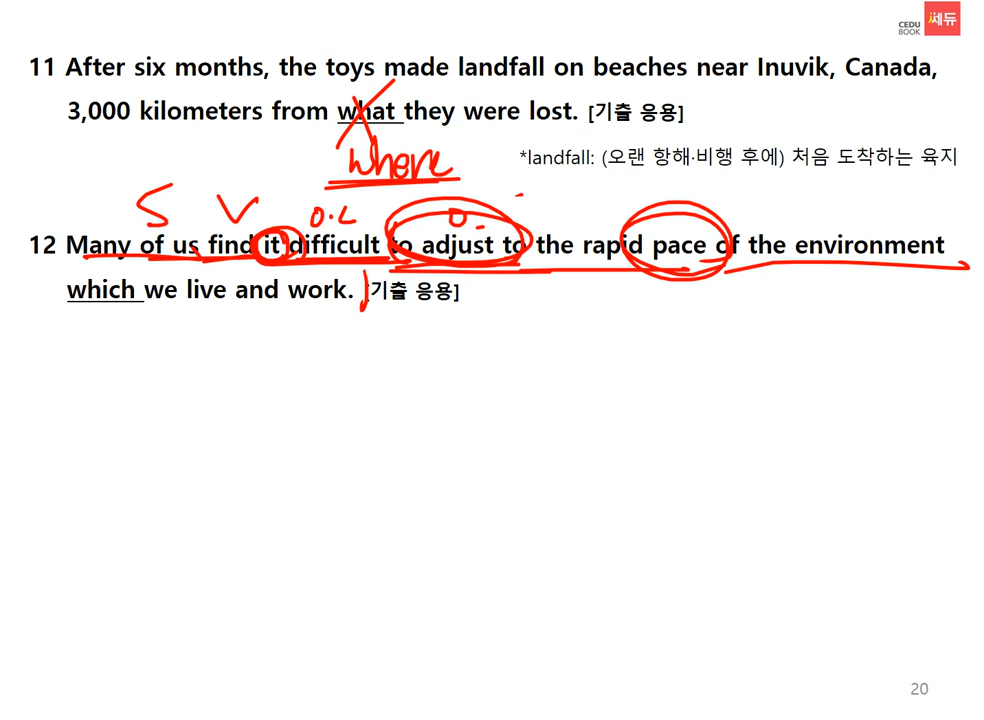 CEDU
BOOK
쎄듀
11 After six months, the toys made landfall on beaches near Inuvik, Canada,
3,000 kilometers from what they were lost. [기출 응용]
where
*landfall: (오랜 항해·비행 후에) 처음 도착하는 육지
S V O.C O
12 Many of us find it difficult to adjust to the rapid pace of the environment
which we live and work. [기출 응용]
20